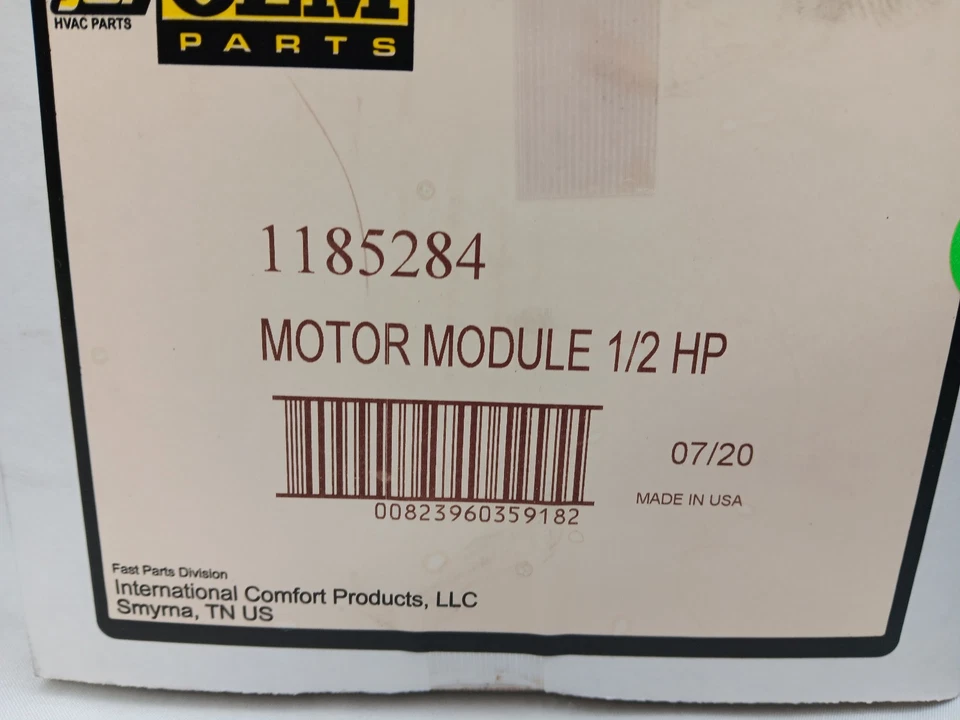 HVAC PARTS
OEM
PARTS
1185284
MOTOR MODULE 1/2 HP
00823960359182
07/20
MADE IN USA
Fast Parts Division
International Comfort Products, LLC
Smyrna, TN US